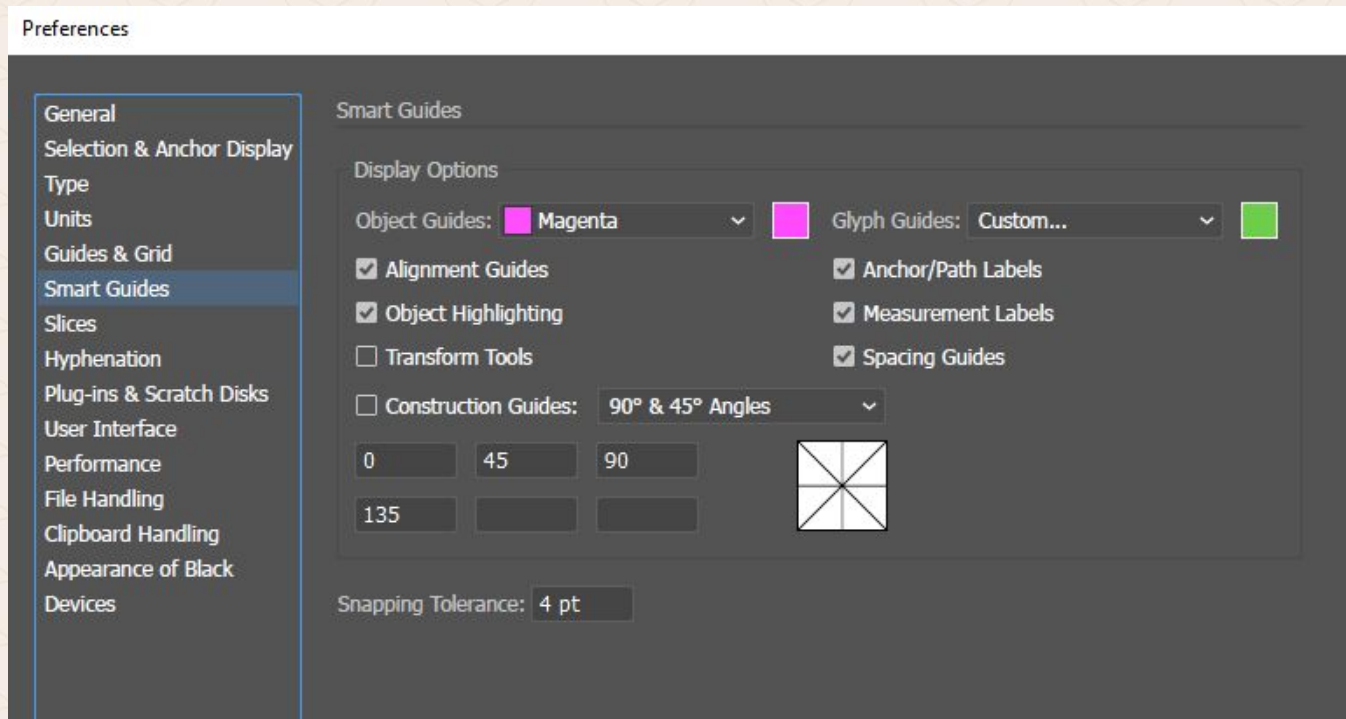 Preferences
General
Selection & Anchor Display
Type
Units
Guides & Grid
Smart Guides
Slices
Hyphenation
Plug-ins & Scratch Disks
User Interface
Performance
File Handling
Clipboard Handling
Appearance of Black
Devices
Smart Guides
Display Options
Object Guides: Magenta Glyph Guides: Custom...
Alignment Guides Anchor/Path Labels
Object Highlighting Measurement Labels
Transform Tools Spacing Guides
Construction Guides: 90° & 45° Angles
0 45 90
135
Snapping Tolerance: 4 pt